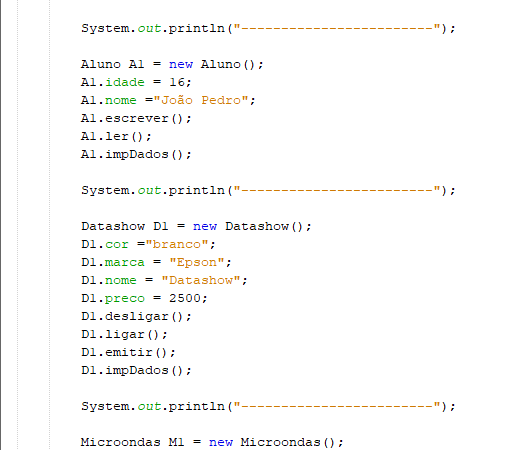 System.out.println("------------------------");
Aluno A1 = new Aluno();
A1.idade = 16;
A1.nome ="João Pedro";
A1.escrever();
A1.ler();
A1.impDados();
System.out.println("------------------------");
Datashow D1 = new Datashow();
D1.cor ="branco";
D1.marca = "Epson";
D1.nome = "Datashow";
D1.preco = 2500;
D1.desligar();
D1.ligar();
D1.emitir();
D1.impDados();
System.out.println("------------------------");
Microondas M1 = new Microondas();